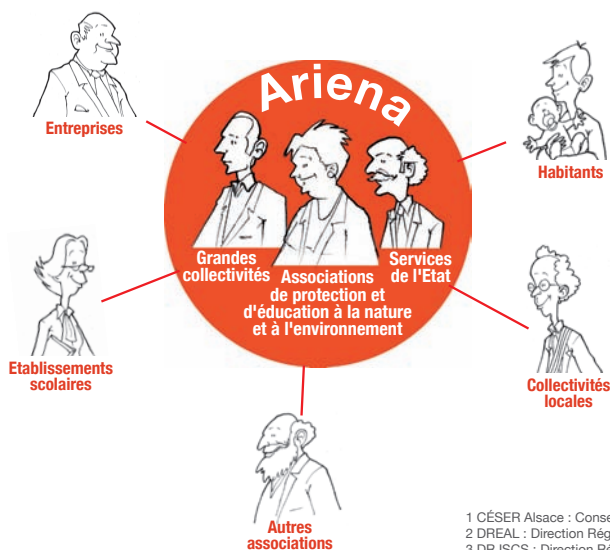 Ariena
Entreprises
Habitants
Grandes
collectivités
Associations
de protection et
d'éducation à la nature
et à l'environnement
Services
de l'Etat
Etablissements
scolaires
Collectivités
locales
Autres
associations
1 CÉSER Alsace : Conse
2 DREAL : Direction Rég